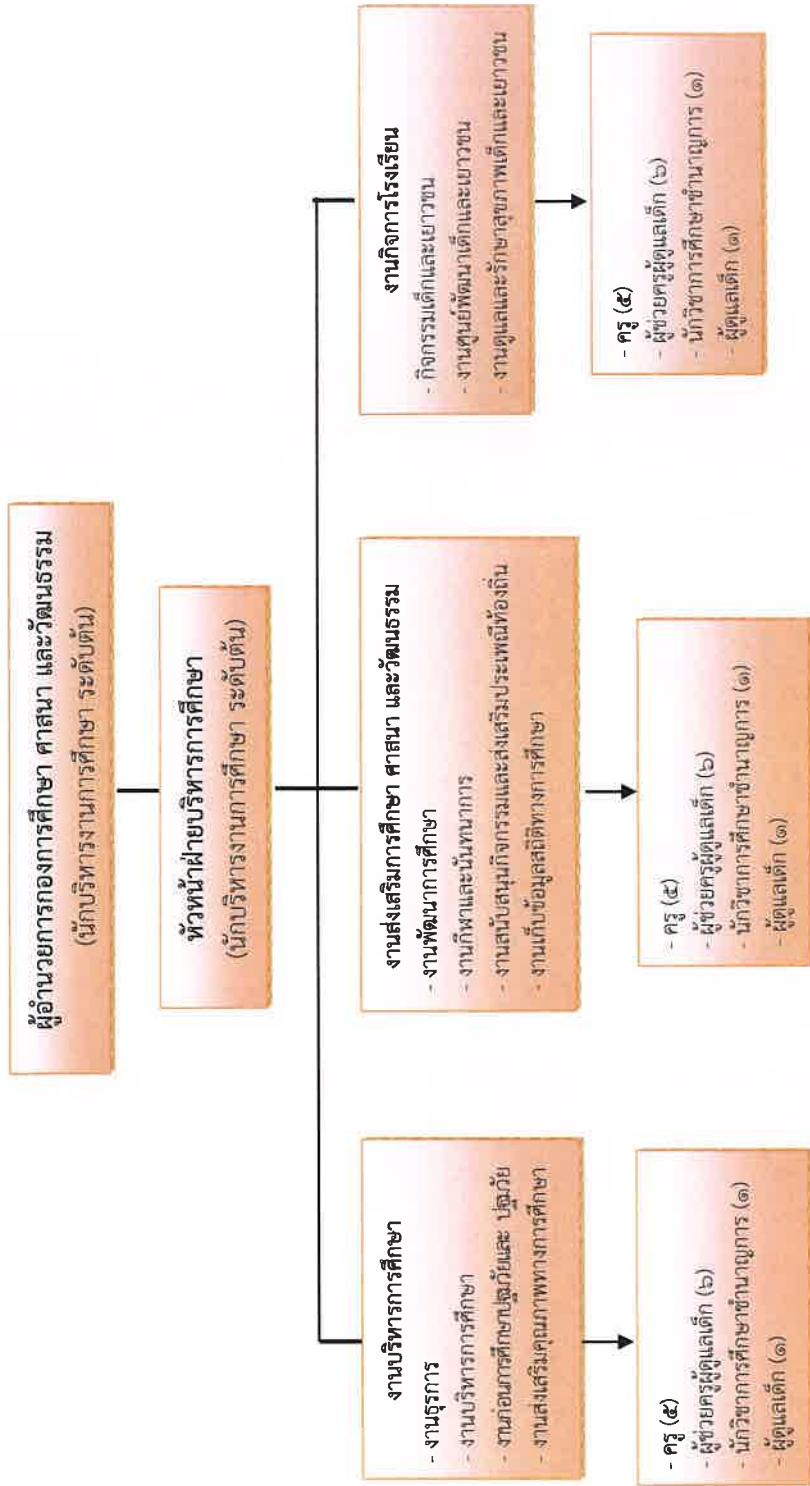 ผู้อำนวยการกองการศึกษา ศาสนา และวัฒนธรรม
(นักบริหารงานการศึกษา ระดับต้น)
หัวหน้าฝ่ายบริหารการศึกษา
(นักบริหารงานการศึกษา ระดับต้น)
งานบริหารการศึกษา
- งานธุรการ
- งานบริหารการศึกษา
- งานก่อนการศึกษาปฐมวัยและ ปฐมวัย
- งานส่งเสริมคุณภาพทางการศึกษา
- ครู (๕)
- ผู้ช่วยครูผู้ดูแลเด็ก (๖)
- นักวิชาการศึกษาชำนาญการ (๑)
- ผู้ดูแลเด็ก (๑)
งานส่งเสริมการศึกษา ศาสนา และวัฒนธรรม
- งานพัฒนาการศึกษา
- งานกีฬาและนันทนาการ
- งานสนับสนุนกิจกรรมและส่งเสริมประเพณีท้องถิ่น
- งานเก็บข้อมูลสถิติทางการศึกษา
- ครู (๕)
- ผู้ช่วยครูผู้ดูแลเด็ก (๖)
- นักวิชาการศึกษาชำนาญการ (๑)
- ผู้ดูแลเด็ก (๑)
งานกิจการโรงเรียน
- กิจกรรมเด็กและเยาวชน
- งานศูนย์พัฒนาเด็กและเยาวชน
- งานดูแลและรักษาสุขภาพเด็กและเยาวชน
- ครู (๕)
- ผู้ช่วยครูผู้ดูแลเด็ก (๖)
- นักวิชาการศึกษาชำนาญการ (๑)
- ผู้ดูแลเด็ก (๑)